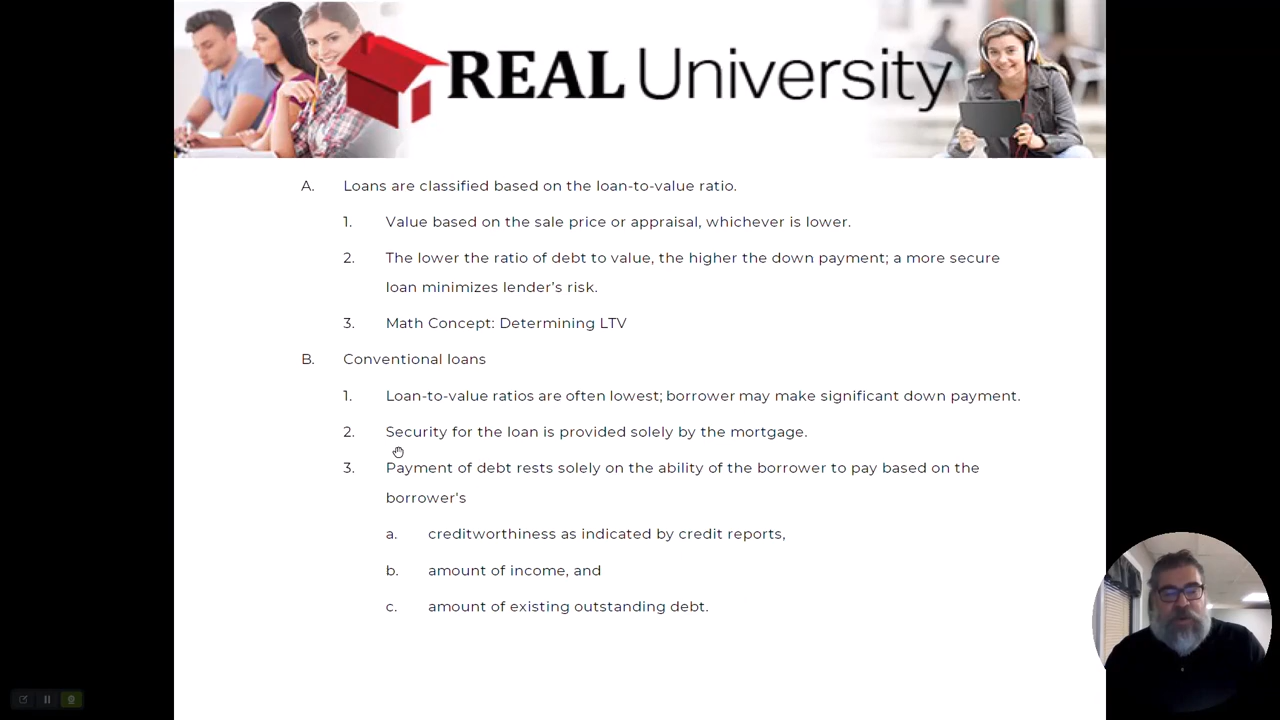 REAL University
A. Loans are classified based on the loan-to-value ratio.
1. Value based on the sale price or appraisal, whichever is lower.
2. The lower the ratio of debt to value, the higher the down payment; a more secure
loan minimizes lender’s risk.
3. Math Concept: Determining LTV
B. Conventional loans
1. Loan-to-value ratios are often lowest; borrower may make significant down payment.
2. Security for the loan is provided solely by the mortgage.
3. Payment of debt rests solely on the ability of the borrower to pay based on the
borrower's
a. creditworthiness as indicated by credit reports,
b. amount of income, and
c. amount of existing outstanding debt.